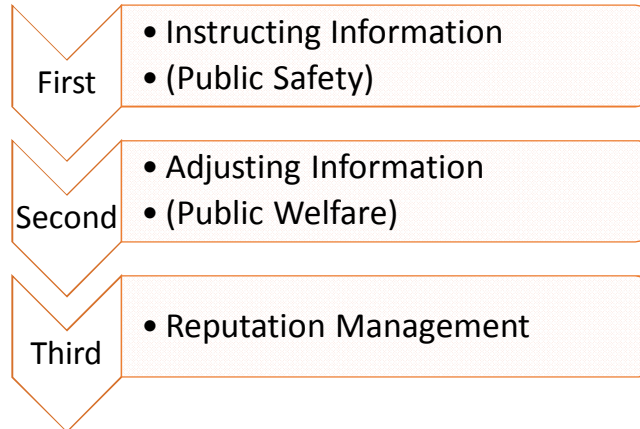 First
• Instructing Information
• (Public Safety)
Second
• Adjusting Information
• (Public Welfare)
Third
• Reputation Management